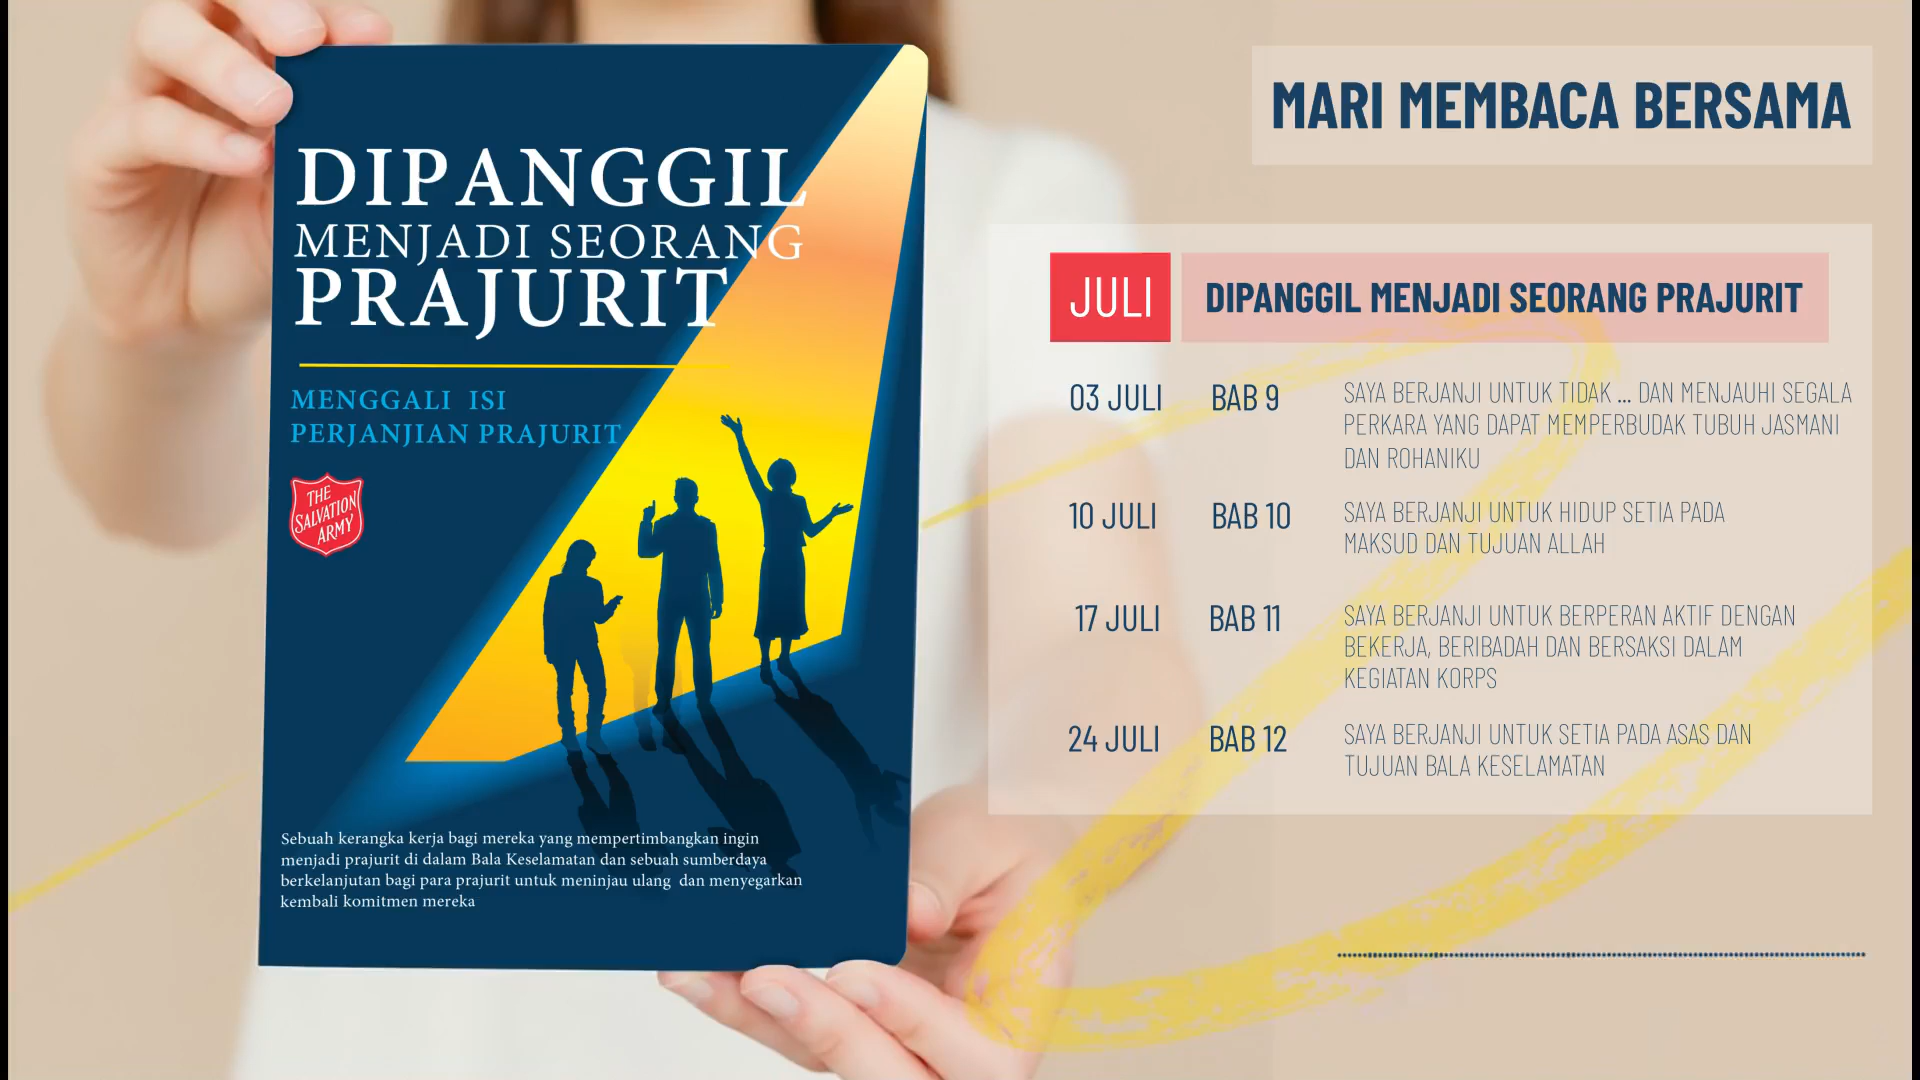 DIPANGGIL
MENJADI SEORANG
PRAJURIT
MENGGALI ISI
PERJANJIAN PRAJURIT
THE
SALVATION
ARMY
Sebuah kerangka kerja bagi mereka yang mempertimbangkan ingin
menjadi prajurit di dalam Bala Keselamatan dan sebuah sumberdaya
berkelanjutan bagi para prajurit untuk meninjau ulang dan menyegarkan
kembali komitmen mereka
MARI MEMBACA BERSAMA
JULI DIPANGGIL MENJADI SEORANG PRAJURIT
03 JULI BAB 9 SAYA BERJANJI UNTUK TIDAK ... DAN MENJAUHI SEGALA
PERKARA YANG DAPAT MEMPERBUDAK TUBUH JASMANI
DAN ROHANIKU
10 JULI BAB 10 SAYA BERJANJI UNTUK HIDUP SETIA PADA
MAKSUD DAN TUJUAN ALLAH
17 JULI BAB 11 SAYA BERJANJI UNTUK BERPERAN AKTIF DENGAN
BEKERJA, BERIBADAH DAN BERSAKSI DALAM
KEGIATAN KORPS
24 JULI BAB 12 SAYA BERJANJI UNTUK SETIA PADA ASAS DAN
TUJUAN BALA KESELAMATAN